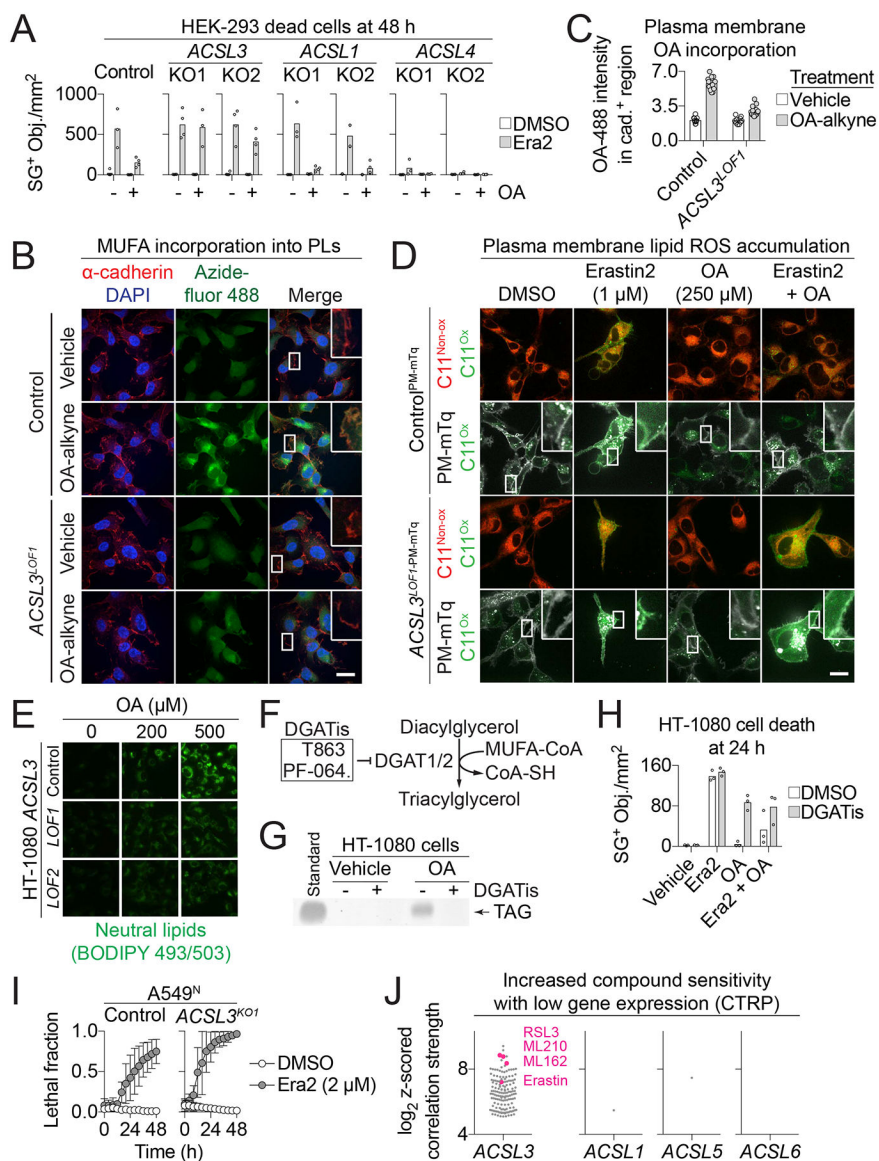 A
HEK-293 dead cells at 48 h
ACSL3 ACSL1 ACSL4
Control KO1 KO2 KO1 KO2 KO1 KO2
SG+ Obj./mm2
1000
500
0
DMSO
Era2
- + - + - + - + - + - + - + OA
C
Plasma membrane
OA incorporation
OA-488 intensity
in cad.+ region
7.0
3.5
0
Treatment
Vehicle
OA-alkyne
Control
ACSL3LOF1
B
MUFA incorporation into PLs
α-cadherin
DAPI
Azide-
fluor 488
Merge
Control
Vehicle
OA-alkyne
ACSL3LOF1
Vehicle
OA-alkyne
D
Plasma membrane lipid ROS accumulation
DMSO
Erastin2
(1 µM)
OA
(250 µM)
Erastin2
+ OA
ControlPM-mTq
C11Non-ox
C11Ox
PM-mTq
C11Ox
ACSL3LOF1-PM-mTq
C11Non-ox
C11Ox
PM-mTq
C11Ox
E
OA (µM)
0 200 500
HT-1080 ACSL3
Control
LOF1
LOF2
Neutral lipids
(BODIPY 493/503)
F
DGATis
T863
PF-064.
Diacylglycerol
DGAT1/2
MUFA-CoA
CoA-SH
Triacylglycerol
G
HT-1080 cells
Standard
Vehicle OA
- + - + DGATis
TAG
H
HT-1080 cell death
at 24 h
SG+ Obj./mm2
160
80
0
DMSO
DGATis
Vehicle
Era2
OA
Era2 + OA
I
A549N
Control ACSL3KO1
Lethal fraction
1.0
0.5
0.0
DMSO
Era2 (2 µM)
0 24 48 0 24 48
Time (h)
J
Increased compound sensitivity
with low gene expression (CTRP)
log2 z-scored
correlation strength
8
4
RSL3
ML210
ML162
Erastin
ACSL3 ACSL1 ACSL5 ACSL6